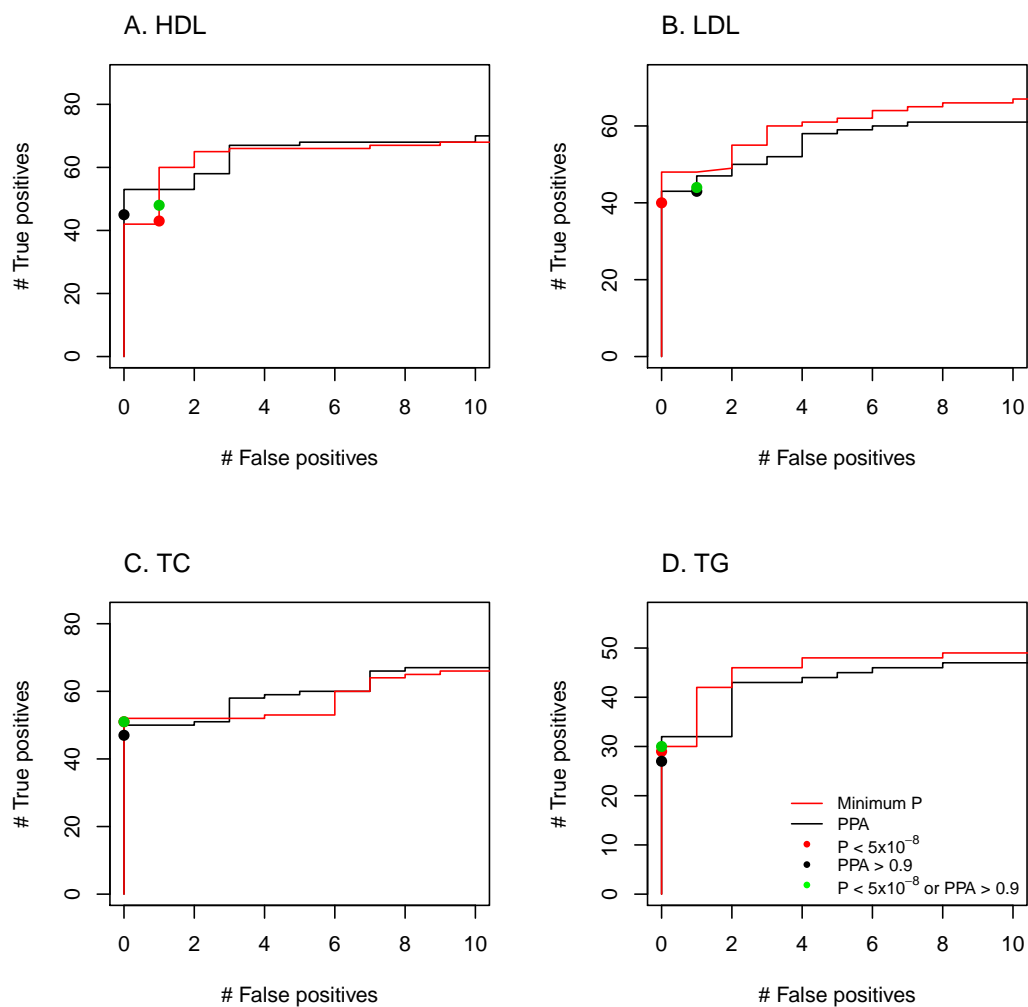 A. HDL
# True positives
80
60
40
20
0
0 2 4 6 8 10
# False positives
B. LDL
# True positives
60
40
20
0
0 2 4 6 8 10
# False positives
C. TC
# True positives
80
60
40
20
0
0 2 4 6 8 10
# False positives
D. TG
# True positives
50
40
30
20
10
0
Minimum P
PPA
P < 5x10⁻⁸
PPA > 0.9
P < 5x10⁻⁸ or PPA > 0.9
0 2 4 6 8 10
# False positives